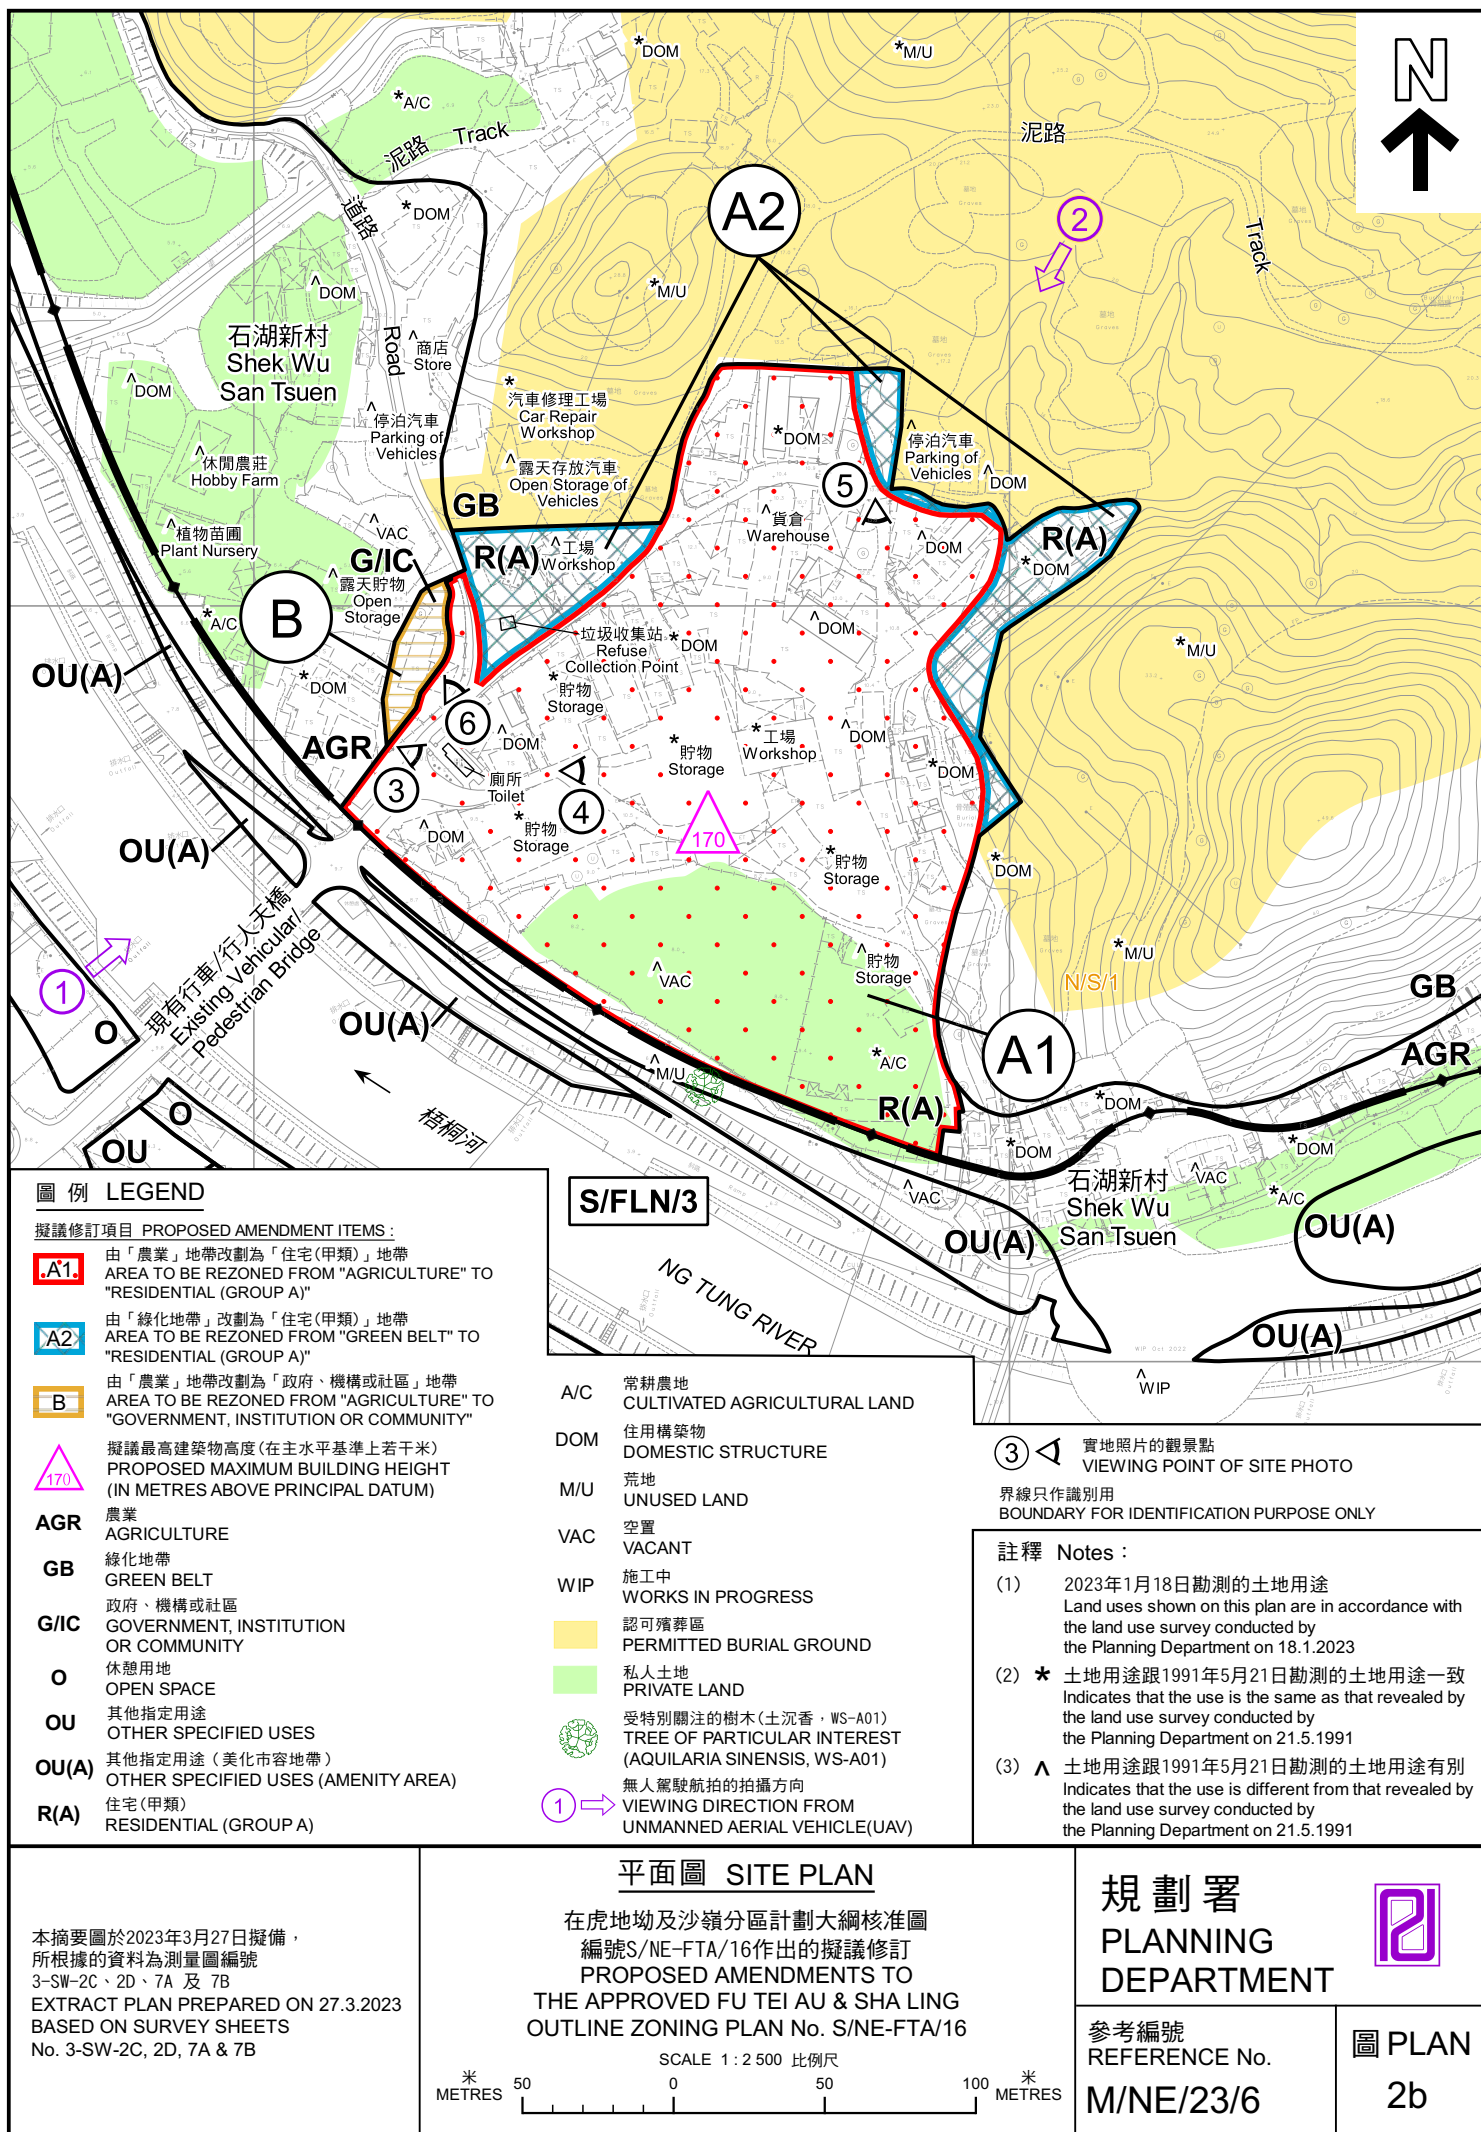 N
*DOM
*M/U
*A/C
泥路 Track
泥路
Track
A2
2
道路
Road
*DOM
^DOM
*M/U
石湖新村
Shek Wu
San Tsuen
^商店
Store
^DOM
*汽車修理工場
Car Repair
Workshop
^停泊汽車
Parking of
Vehicles
*DOM
^停泊汽車
Parking of
Vehicles
^DOM
^休閒農莊
Hobby Farm
^露天存放汽車
Open Storage of
Vehicles
GB
5
^貨倉
Warehouse
^植物苗圃
Plant Nursery
^VAC
G/IC
R(A)
^工場
Workshop
^DOM
R(A)
*DOM
^露天貯物
Open
Storage
B
*A/C
垃圾收集站
Refuse
Collection Point
*DOM
^DOM
*M/U
OU(A)
*DOM
*貯物
Storage
6
AGR
^DOM
*貯物
Storage
*工場
Workshop
^DOM
*DOM
3
廁所
Toilet
4
170
OU(A)
^DOM
*貯物
Storage
*貯物
Storage
*DOM
現有行車/行人天橋
Existing Vehicular/
Pedestrian Bridge
1
^VAC
^貯物
Storage
*M/U
N/S/1
GB
O
OU(A)
A1
AGR
^M/U
*A/C
R(A)
*DOM
O
OU
梧桐河
*DOM
*DOM
石湖新村
Shek Wu
San Tsuen
^VAC
*A/C
^VAC
S/FLN/3
OU(A)
OU(A)
NG TUNG RIVER
OU(A)
WIP Oct 2022
^WIP
圖 例 LEGEND
擬議修訂項目 PROPOSED AMENDMENT ITEMS :
A1
由「農業」地帶改劃為「住宅(甲類)」地帶
AREA TO BE REZONED FROM "AGRICULTURE" TO
"RESIDENTIAL (GROUP A)"
A2
由「綠化地帶」改劃為「住宅(甲類)」地帶
AREA TO BE REZONED FROM "GREEN BELT" TO
"RESIDENTIAL (GROUP A)"
B
由「農業」地帶改劃為「政府、機構或社區」地帶
AREA TO BE REZONED FROM "AGRICULTURE" TO
"GOVERNMENT, INSTITUTION OR COMMUNITY"
170
擬議最高建築物高度(在主水平基準上若干米)
PROPOSED MAXIMUM BUILDING HEIGHT
(IN METRES ABOVE PRINCIPAL DATUM)
AGR
農業
AGRICULTURE
GB
綠化地帶
GREEN BELT
G/IC
政府、機構或社區
GOVERNMENT, INSTITUTION
OR COMMUNITY
O
休憩用地
OPEN SPACE
OU
其他指定用途
OTHER SPECIFIED USES
OU(A)
其他指定用途(美化市容地帶)
OTHER SPECIFIED USES (AMENITY AREA)
R(A)
住宅(甲類)
RESIDENTIAL (GROUP A)
A/C
常耕農地
CULTIVATED AGRICULTURAL LAND
DOM
住用構築物
DOMESTIC STRUCTURE
M/U
荒地
UNUSED LAND
VAC
空置
VACANT
WIP
施工中
WORKS IN PROGRESS
認可殯葬區
PERMITTED BURIAL GROUND
私人土地
PRIVATE LAND
受特別關注的樹木(土沉香，WS-A01)
TREE OF PARTICULAR INTEREST
(AQUILARIA SINENSIS, WS-A01)
1
無人駕駛航拍的拍攝方向
VIEWING DIRECTION FROM
UNMANNED AERIAL VEHICLE(UAV)
3
實地照片的觀景點
VIEWING POINT OF SITE PHOTO
界線只作識別用
BOUNDARY FOR IDENTIFICATION PURPOSE ONLY
註釋 Notes :
(1) 2023年1月18日勘測的土地用途
Land uses shown on this plan are in accordance with
the land use survey conducted by
the Planning Department on 18.1.2023
(2) * 土地用途跟1991年5月21日勘測的土地用途一致
Indicates that the use is the same as that revealed by
the land use survey conducted by
the Planning Department on 21.5.1991
(3) ^ 土地用途跟1991年5月21日勘測的土地用途有別
Indicates that the use is different from that revealed by
the land use survey conducted by
the Planning Department on 21.5.1991
本摘要圖於2023年3月27日擬備，
所根據的資料為測量圖編號
3-SW-2C、2D、7A 及 7B
EXTRACT PLAN PREPARED ON 27.3.2023
BASED ON SURVEY SHEETS
No. 3-SW-2C, 2D, 7A & 7B
平面圖 SITE PLAN
在虎地坳及沙嶺分區計劃大綱核准圖
編號S/NE-FTA/16作出的擬議修訂
PROPOSED AMENDMENTS TO
THE APPROVED FU TEI AU & SHA LING
OUTLINE ZONING PLAN No. S/NE-FTA/16
SCALE 1 : 2 500 比例尺
米
METRES 50 0 50 100 米
METRES
規劃署
PLANNING
DEPARTMENT
參考編號
REFERENCE No.
M/NE/23/6
圖 PLAN
2b